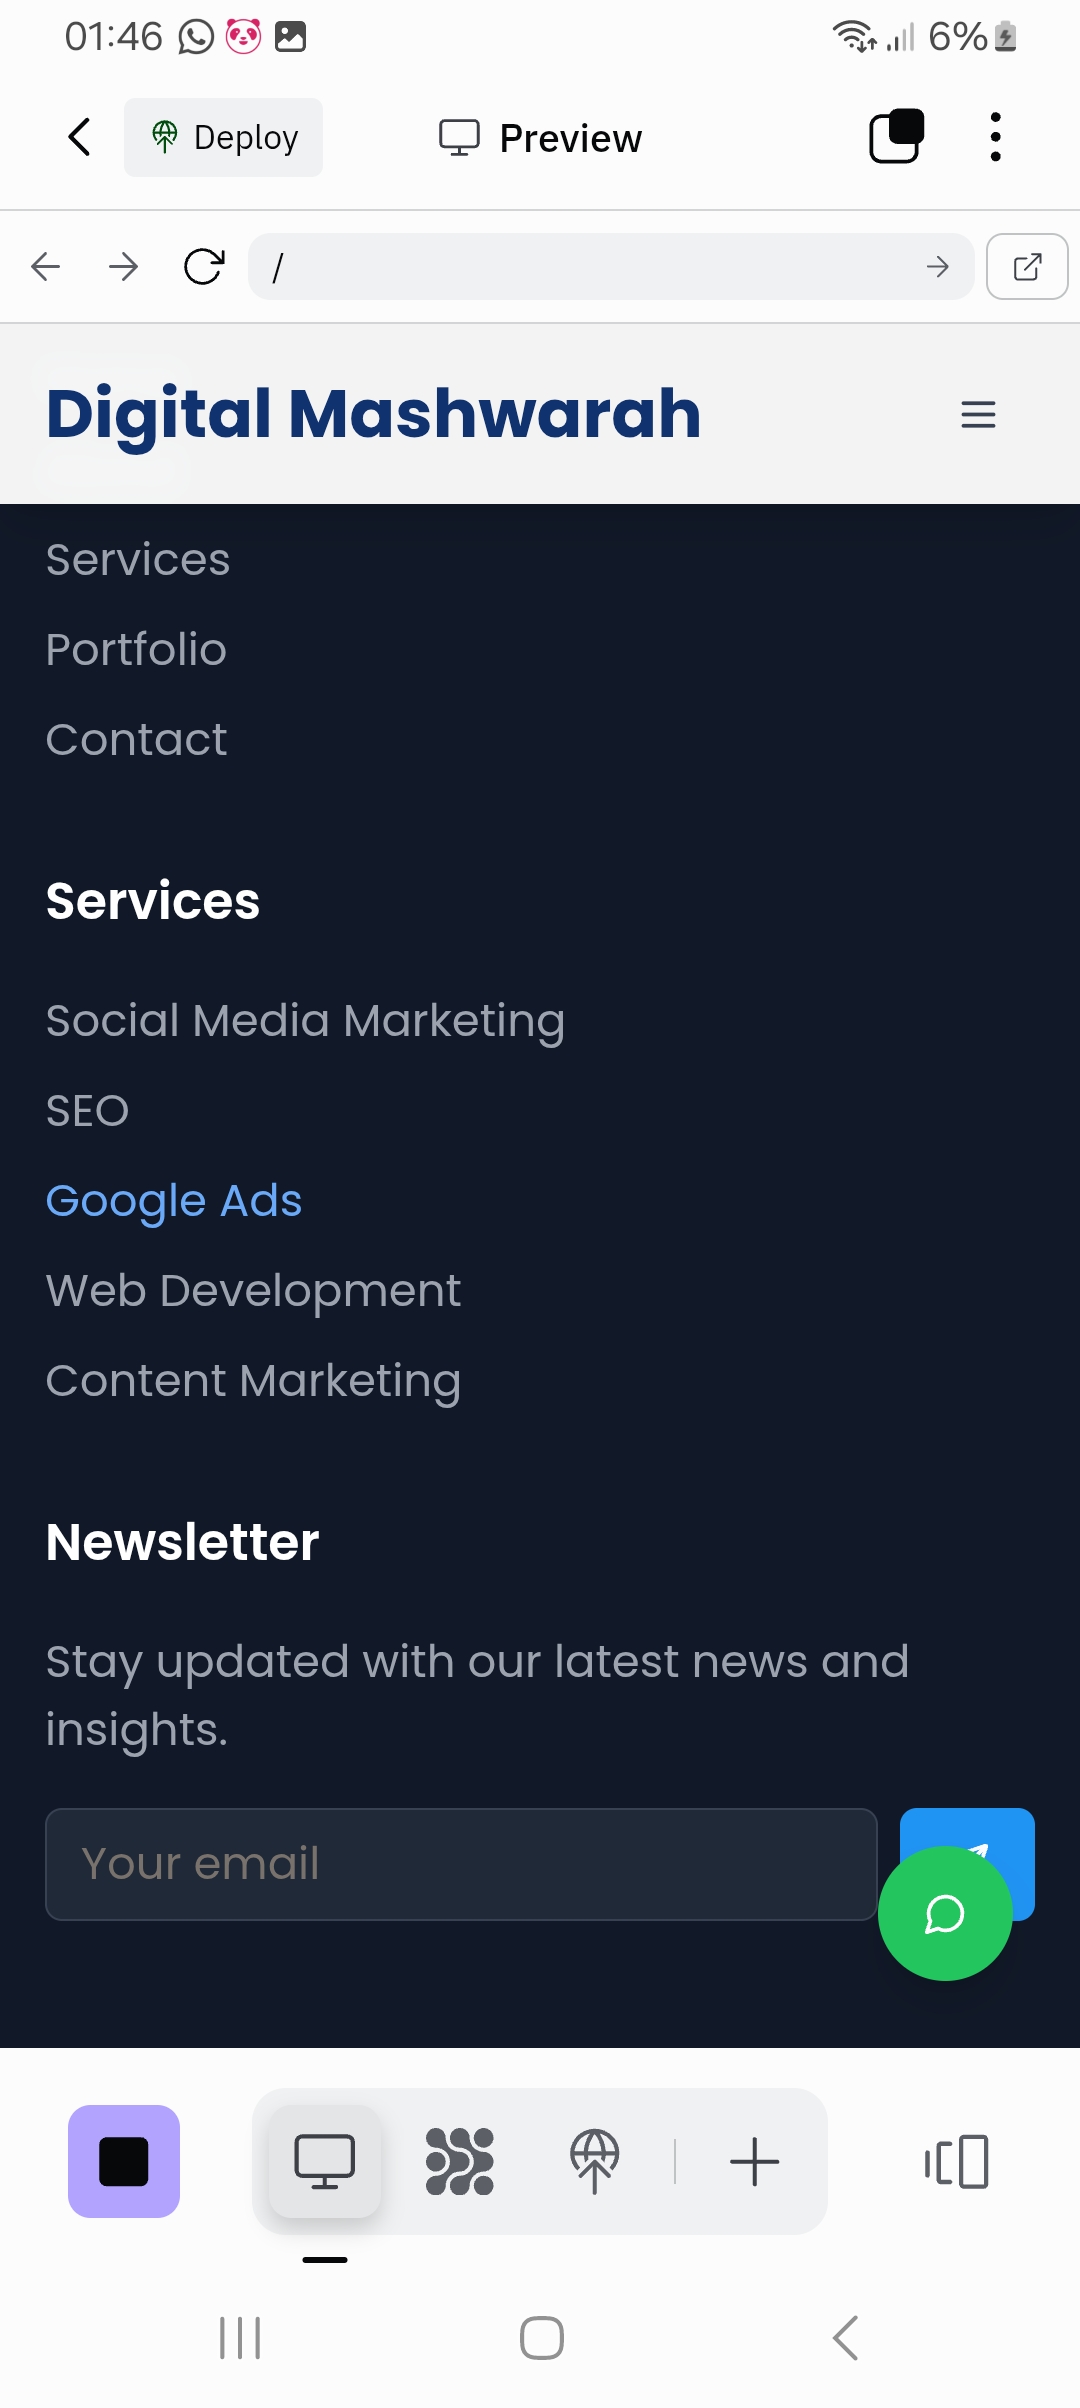 01:46
6%
Deploy
Preview
/
Digital Mashwarah
Services
Portfolio
Contact
Services
Social Media Marketing
SEO
Google Ads
Web Development
Content Marketing
Newsletter
Stay updated with our latest news and
insights.
Your email